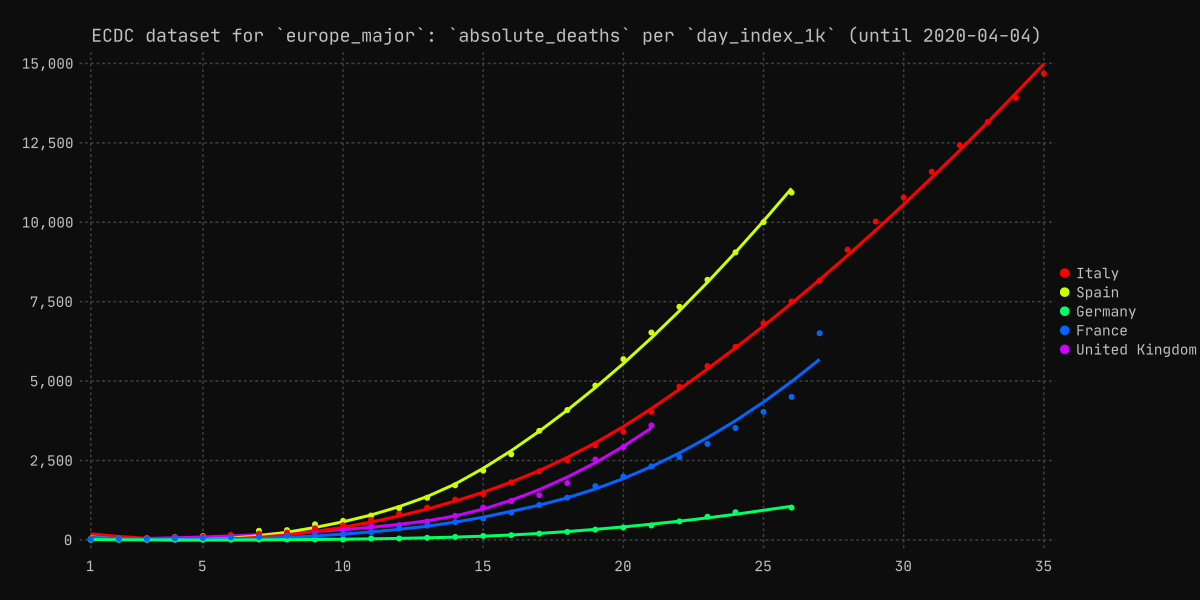 ECDC dataset for `europe_major`: `absolute_deaths` per `day_index_1k` (until 2020-04-04)
15,000
12,500
10,000
7,500
5,000
2,500
0
1 5 10 15 20 25 30 35
Italy
Spain
Germany
France
United Kingdom